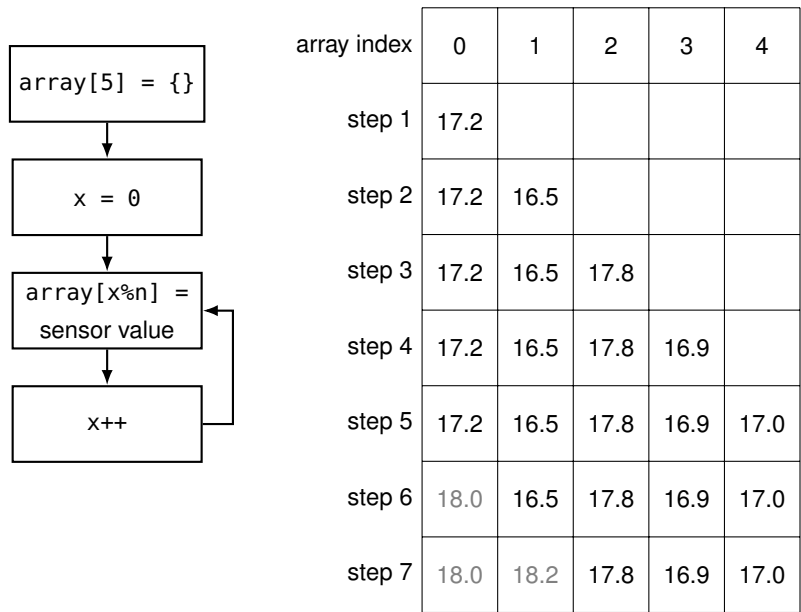 array[5] = {}
x = 0
array[x%n] =
sensor value
x++
array index 0 1 2 3 4
step 1 17.2
step 2 17.2 16.5
step 3 17.2 16.5 17.8
step 4 17.2 16.5 17.8 16.9
step 5 17.2 16.5 17.8 16.9 17.0
step 6 18.0 16.5 17.8 16.9 17.0
step 7 18.0 18.2 17.8 16.9 17.0